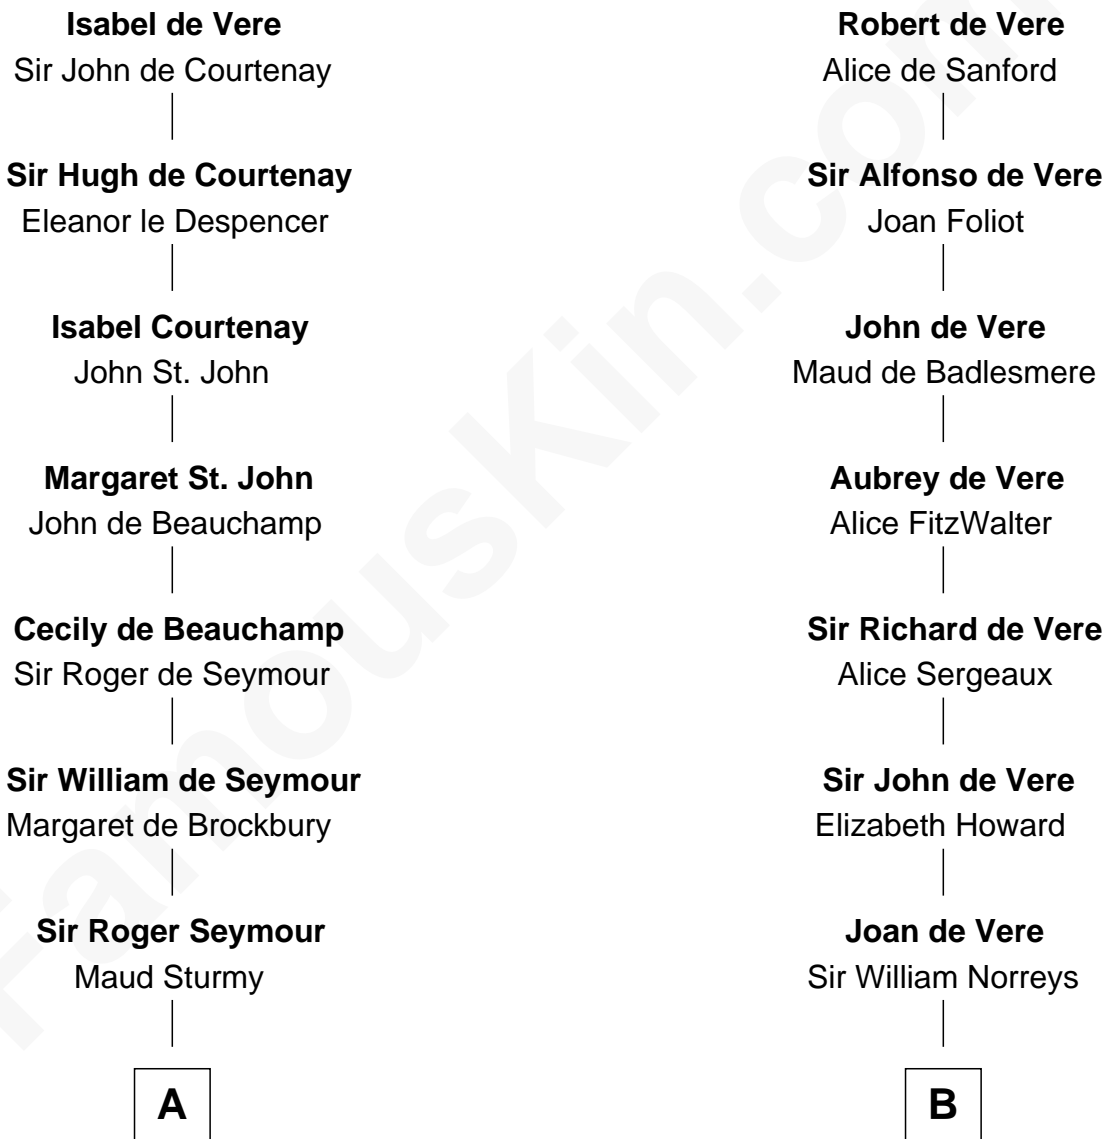 Isabel de Vere
Sir John de Courtenay
Sir Hugh de Courtenay
Eleanor le Despencer
Isabel Courtenay
John St. John
Margaret St. John
John de Beauchamp
Cecily de Beauchamp
Sir Roger de Seymour
Sir William de Seymour
Margaret de Brockbury
Sir Roger Seymour
Maud Sturmy
A
Robert de Vere
Alice de Sanford
Sir Alfonso de Vere
Joan Foliot
John de Vere
Maud de Badlesmere
Aubrey de Vere
Alice FitzWalter
Sir Richard de Vere
Alice Sergeaux
Sir John de Vere
Elizabeth Howard
Joan de Vere
Sir William Norreys
B
FamousKin.com